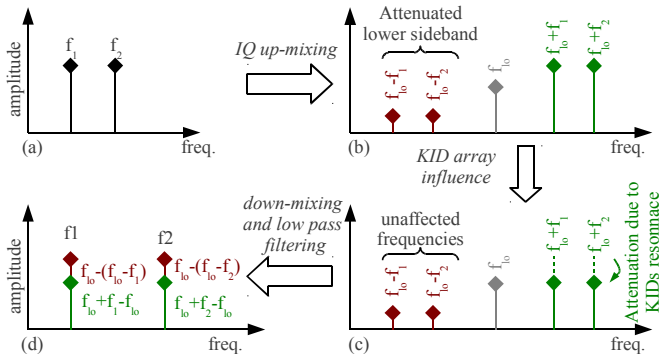 amplitude
f1
f2
freq.
(a)
IQ up-mixing
Attenuated
lower sideband
flo-f1
flo-f2
flo
flo+f1
flo+f2
freq.
(b)
KID array
influence
unaffected
frequencies
flo-f1
flo-f2
flo
flo+f1
flo+f2
Attenuation due to
KIDs resonnace
freq.
(c)
down-mixing
and low pass
filtering
amplitude
f1
f2
flo-(flo-f1)
flo-(flo-f2)
flo+f1-flo
flo+f2-flo
freq.
(d)